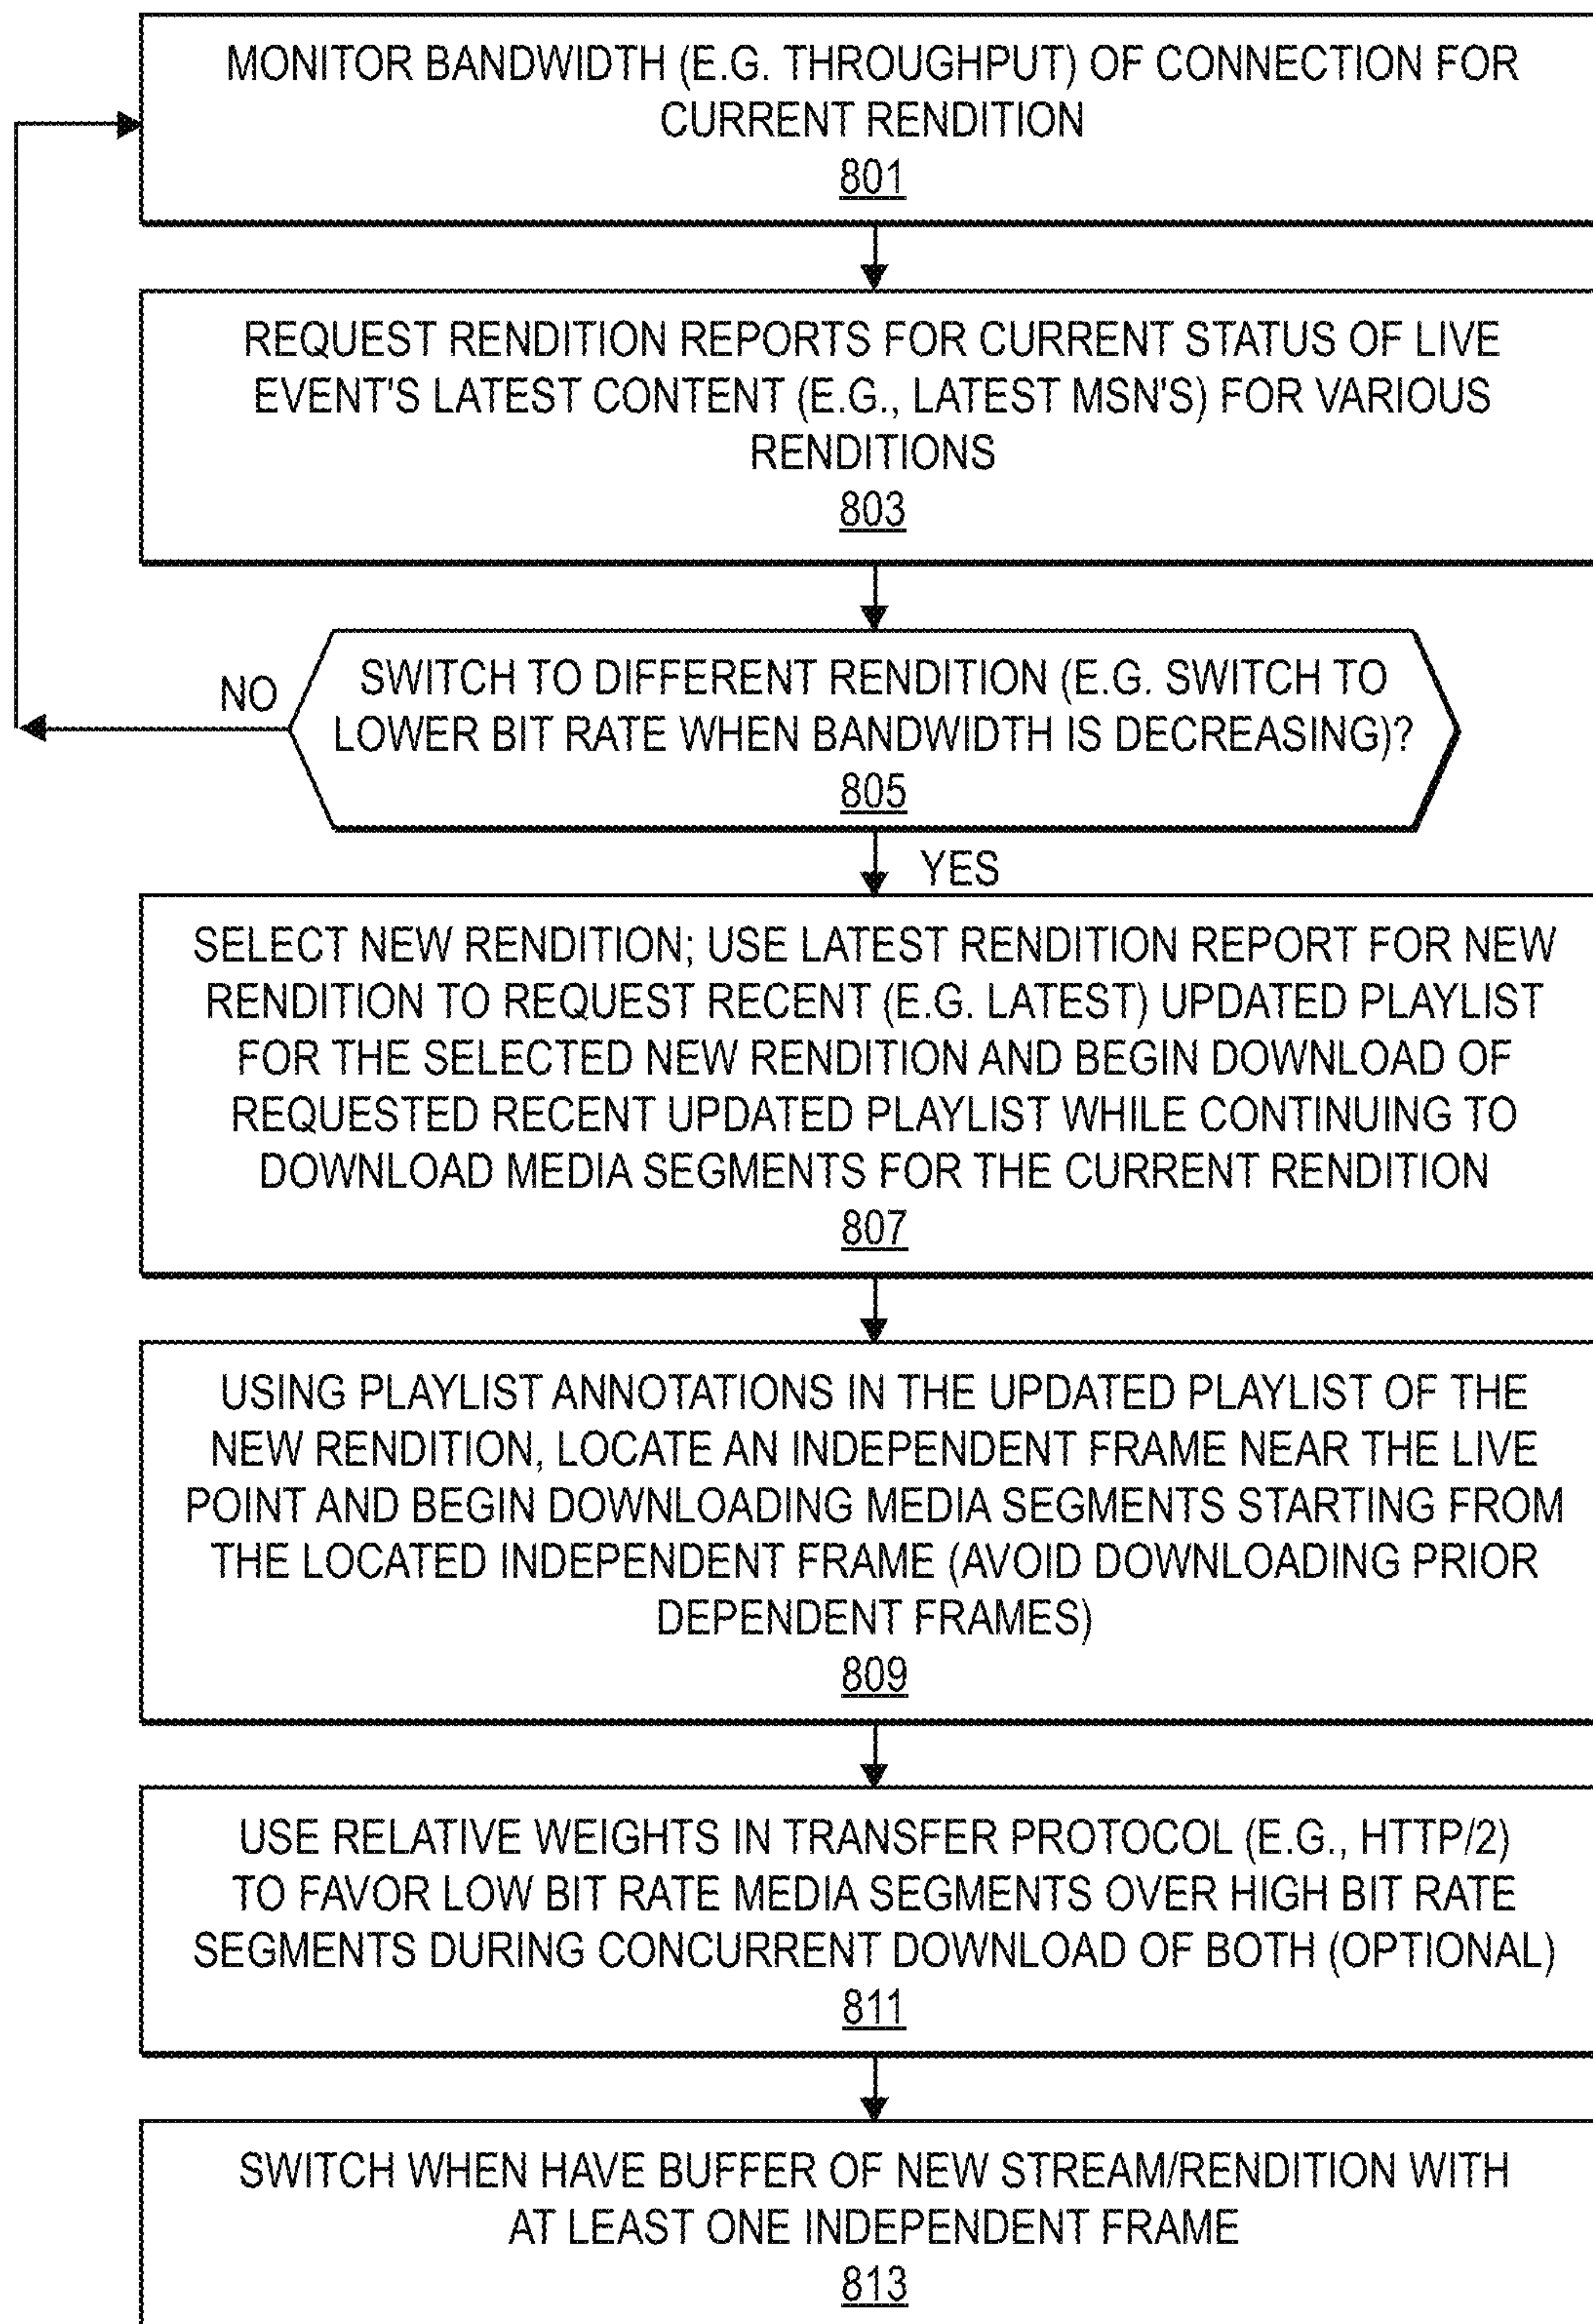 MONITOR BANDWIDTH (E.G. THROUGHPUT) OF CONNECTION FOR
CURRENT RENDITION
801
REQUEST RENDITION REPORTS FOR CURRENT STATUS OF LIVE
EVENT'S LATEST CONTENT (E.G., LATEST MSN'S) FOR VARIOUS
RENDITIONS
803
NO
SWITCH TO DIFFERENT RENDITION (E.G. SWITCH TO
LOWER BIT RATE WHEN BANDWIDTH IS DECREASING)?
805
YES
SELECT NEW RENDITION; USE LATEST RENDITION REPORT FOR NEW
RENDITION TO REQUEST RECENT (E.G. LATEST) UPDATED PLAYLIST
FOR THE SELECTED NEW RENDITION AND BEGIN DOWNLOAD OF
REQUESTED RECENT UPDATED PLAYLIST WHILE CONTINUING TO
DOWNLOAD MEDIA SEGMENTS FOR THE CURRENT RENDITION
807
USING PLAYLIST ANNOTATIONS IN THE UPDATED PLAYLIST OF THE
NEW RENDITION, LOCATE AN INDEPENDENT FRAME NEAR THE LIVE
POINT AND BEGIN DOWNLOADING MEDIA SEGMENTS STARTING FROM
THE LOCATED INDEPENDENT FRAME (AVOID DOWNLOADING PRIOR
DEPENDENT FRAMES)
809
USE RELATIVE WEIGHTS IN TRANSFER PROTOCOL (E.G., HTTP/2)
TO FAVOR LOW BIT RATE MEDIA SEGMENTS OVER HIGH BIT RATE
SEGMENTS DURING CONCURRENT DOWNLOAD OF BOTH (OPTIONAL)
811
SWITCH WHEN HAVE BUFFER OF NEW STREAM/RENDITION WITH
AT LEAST ONE INDEPENDENT FRAME
813